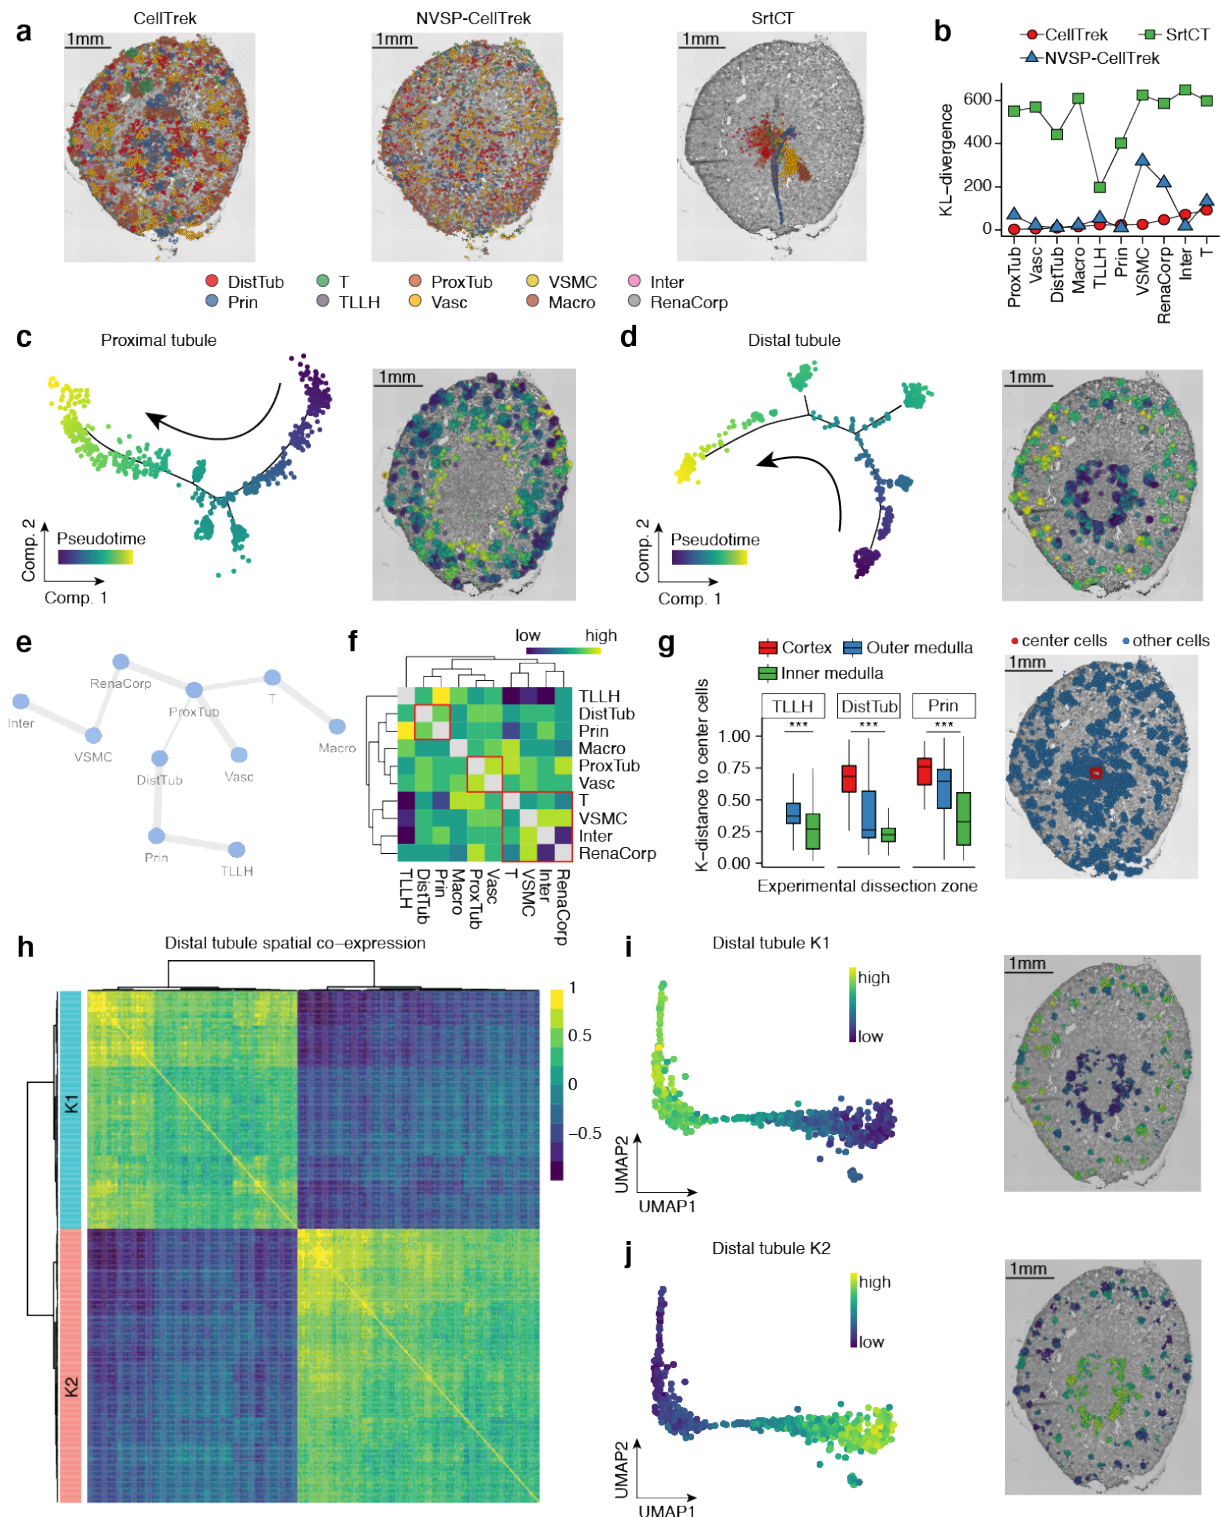 a
CellTrek
NVSP-CellTrek
SrtCT
1mm
1mm
1mm
DistTub
T
ProxTub
VSMC
Inter
Prin
TLLH
Vasc
Macro
RenaCorp
b
CellTrek
SrtCT
NVSP-CellTrek
KL-divergence
600
400
200
0
ProxTub
Vasc
DistTub
Macro
TLLH
Prin
VSMC
RenaCorp
Inter
T
c
Proximal tubule
1mm
Pseudotime
Comp. 2
Comp. 1
d
Distal tubule
1mm
Pseudotime
Comp. 2
Comp. 1
e
RenaCorp
Inter
VSMC
ProxTub
T
Macro
DistTub
Vasc
Prin
TLLH
f
low
high
TLLH
DistTub
Prin
Macro
ProxTub
Vasc
T
VSMC
Inter
RenaCorp
TLLH
DistTub
Prin
Macro
ProxTub
Vasc
T
VSMC
Inter
RenaCorp
g
Cortex
Outer medulla
Inner medulla
TLLH
DistTub
Prin
***
***
***
K-distance to center cells
1.00
0.75
0.50
0.25
0.00
Experimental dissection zone
center cells
other cells
1mm
h
Distal tubule spatial co-expression
K1
K2
1
0.5
0
-0.5
i
Distal tubule K1
high
low
UMAP2
UMAP1
1mm
j
Distal tubule K2
high
low
UMAP2
UMAP1
1mm